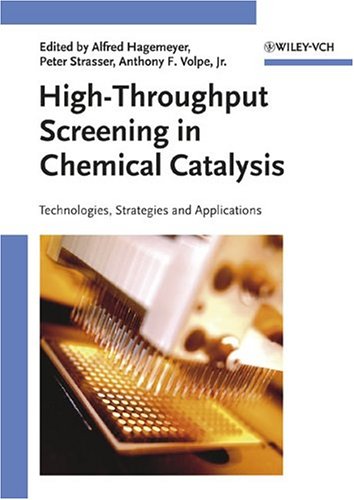 Edited by Alfred Hagemeyer,
Peter Strasser, Anthony F. Volpe, Jr.
WILEY-VCH
High-Throughput
Screening in
Chemical Catalysis
Technologies, Strategies and Applications